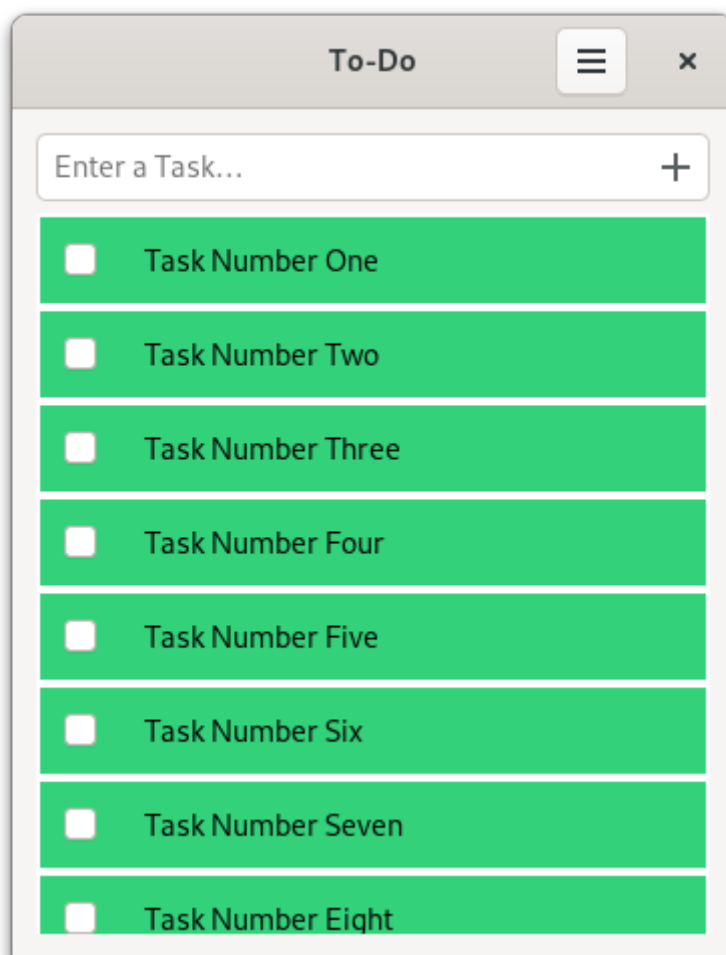 To-Do
Enter a Task...
Task Number One
Task Number Two
Task Number Three
Task Number Four
Task Number Five
Task Number Six
Task Number Seven
Task Number Eight